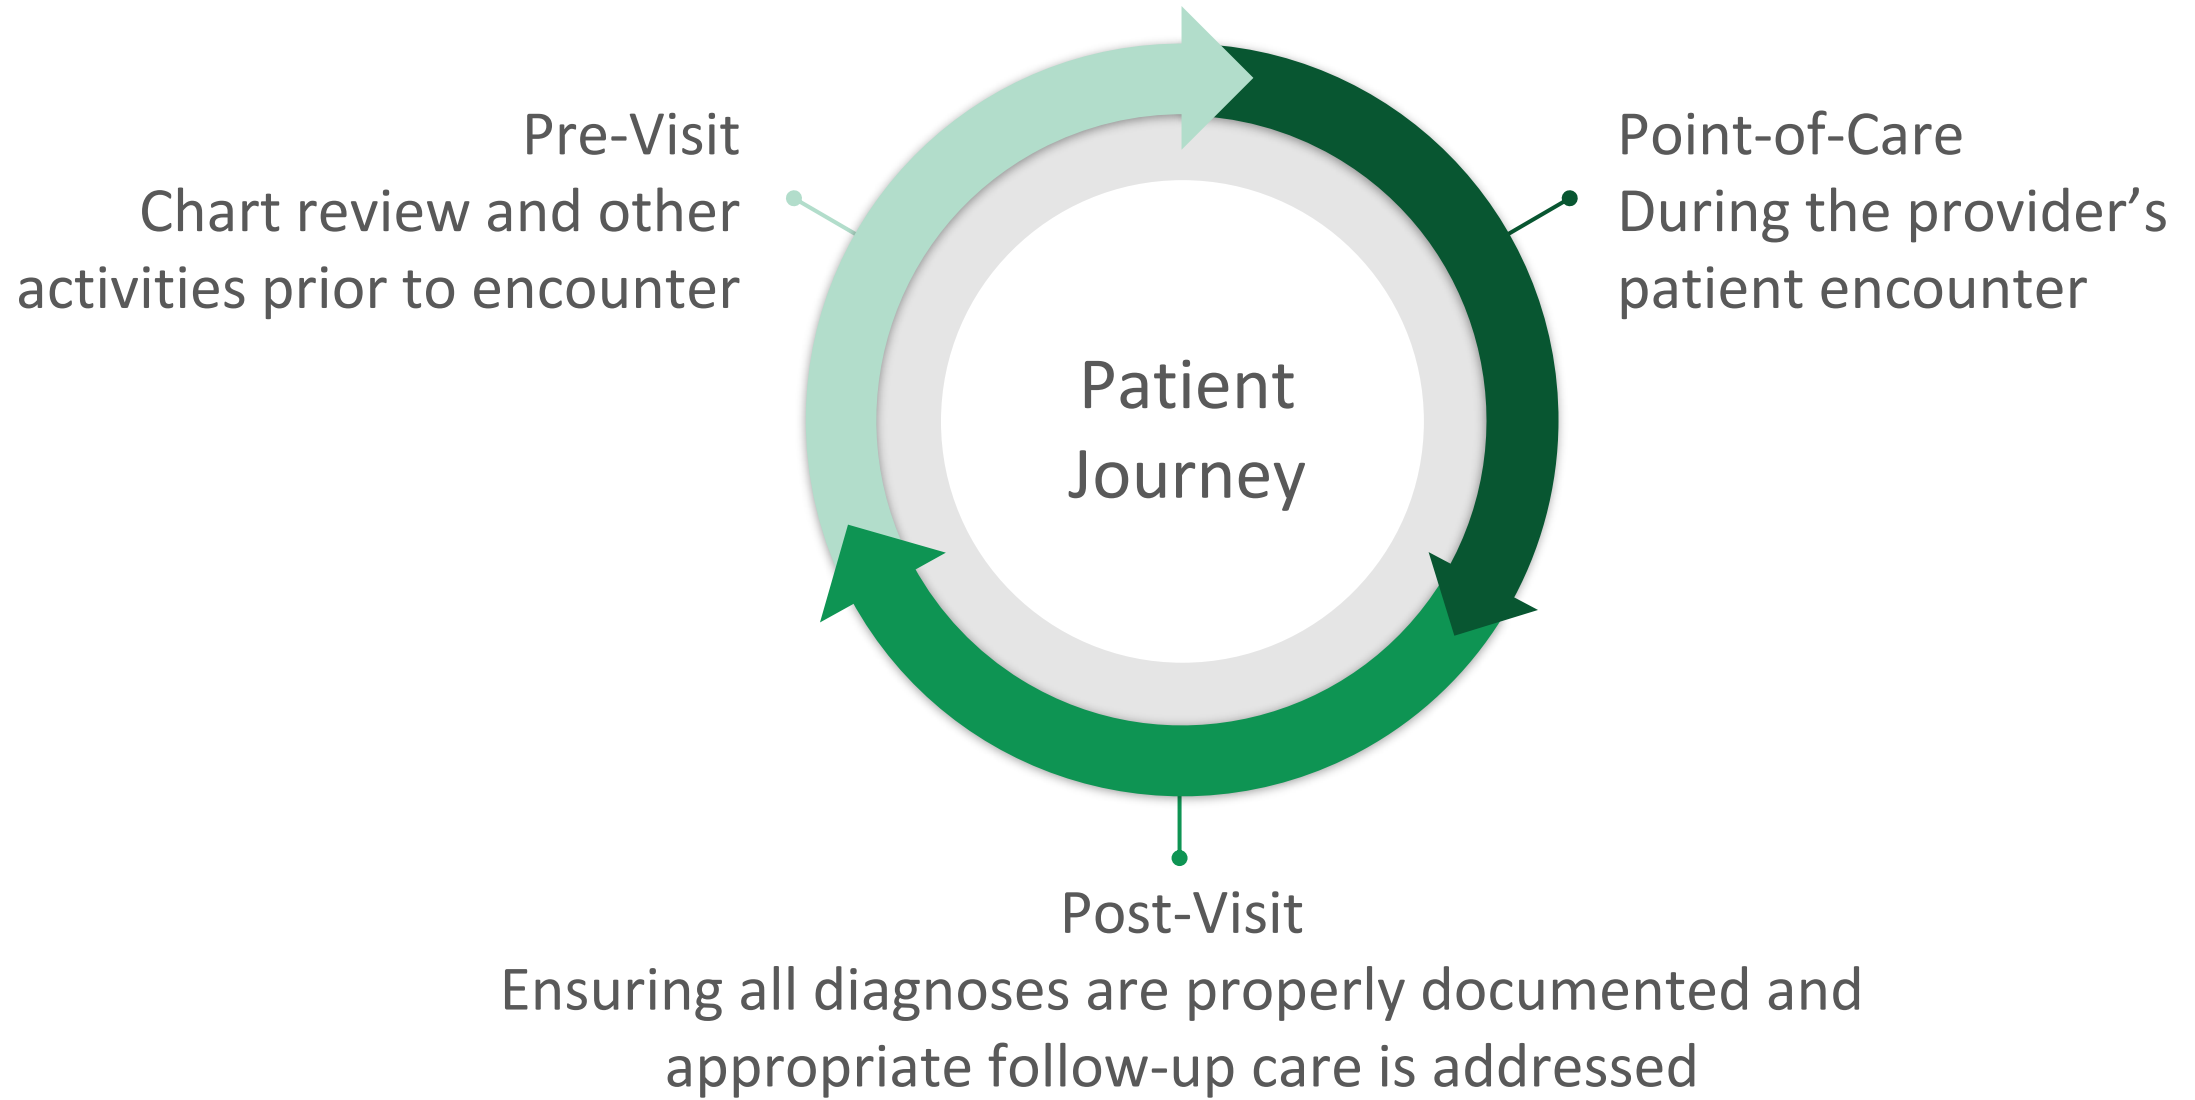 Pre-Visit
Chart review and other
activities prior to encounter
Point-of-Care
During the provider’s
patient encounter
Patient
Journey
Post-Visit
Ensuring all diagnoses are properly documented and
appropriate follow-up care is addressed